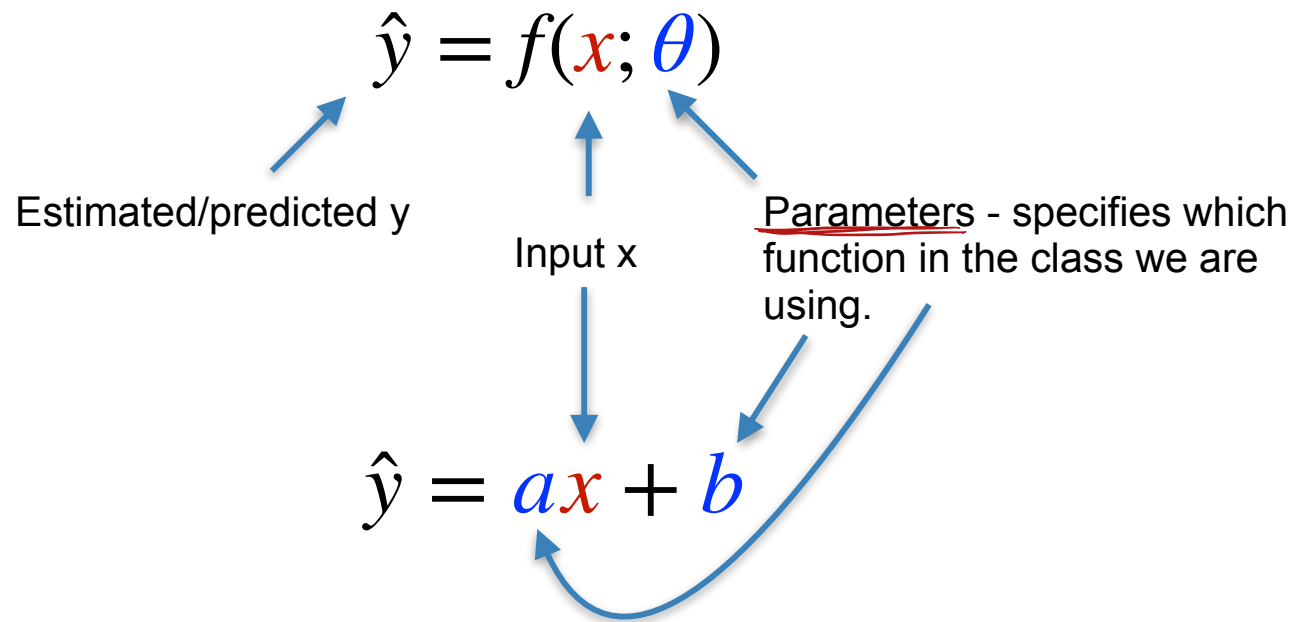 ŷ = f(x; θ)
Estimated/predicted y
Input x
Parameters - specifies which
function in the class we are
using.
ŷ = ax + b